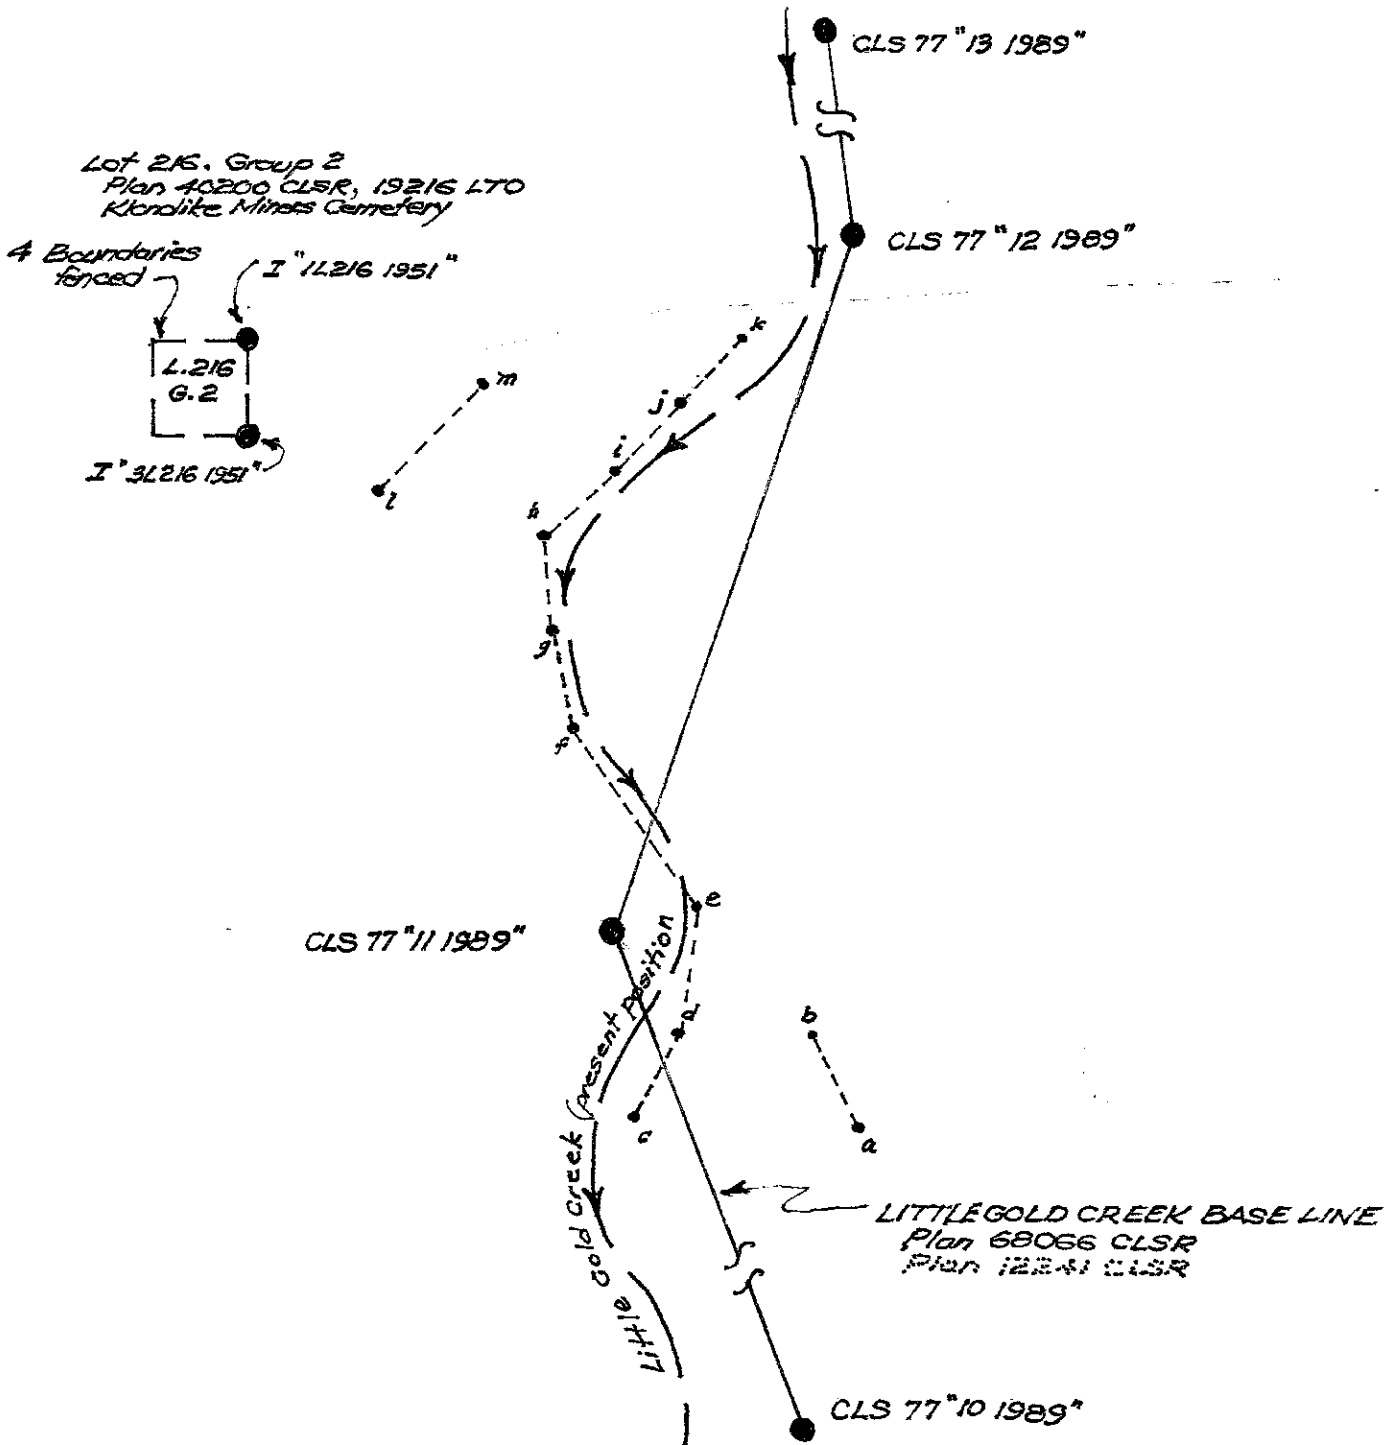 CLS 77 "13 1989"
Lot 216. Group 2
Plan 40200 CLSR, 19216 LTO
Klondike Miners Cemetery
4 Boundaries
fenced
I "1L216 1951"
CLS 77 "12 1989"
L.216
G.2
I "3L216 1951"
k
m
j
i
l
h
g
f
e
CLS 77 "11 1989"
d
b
c
a
Little Gold Creek (present position
LITTLE GOLD CREEK BASE LINE
Plan 68066 CLSR
Plan 12241 CLSR
CLS 77 "10 1989"